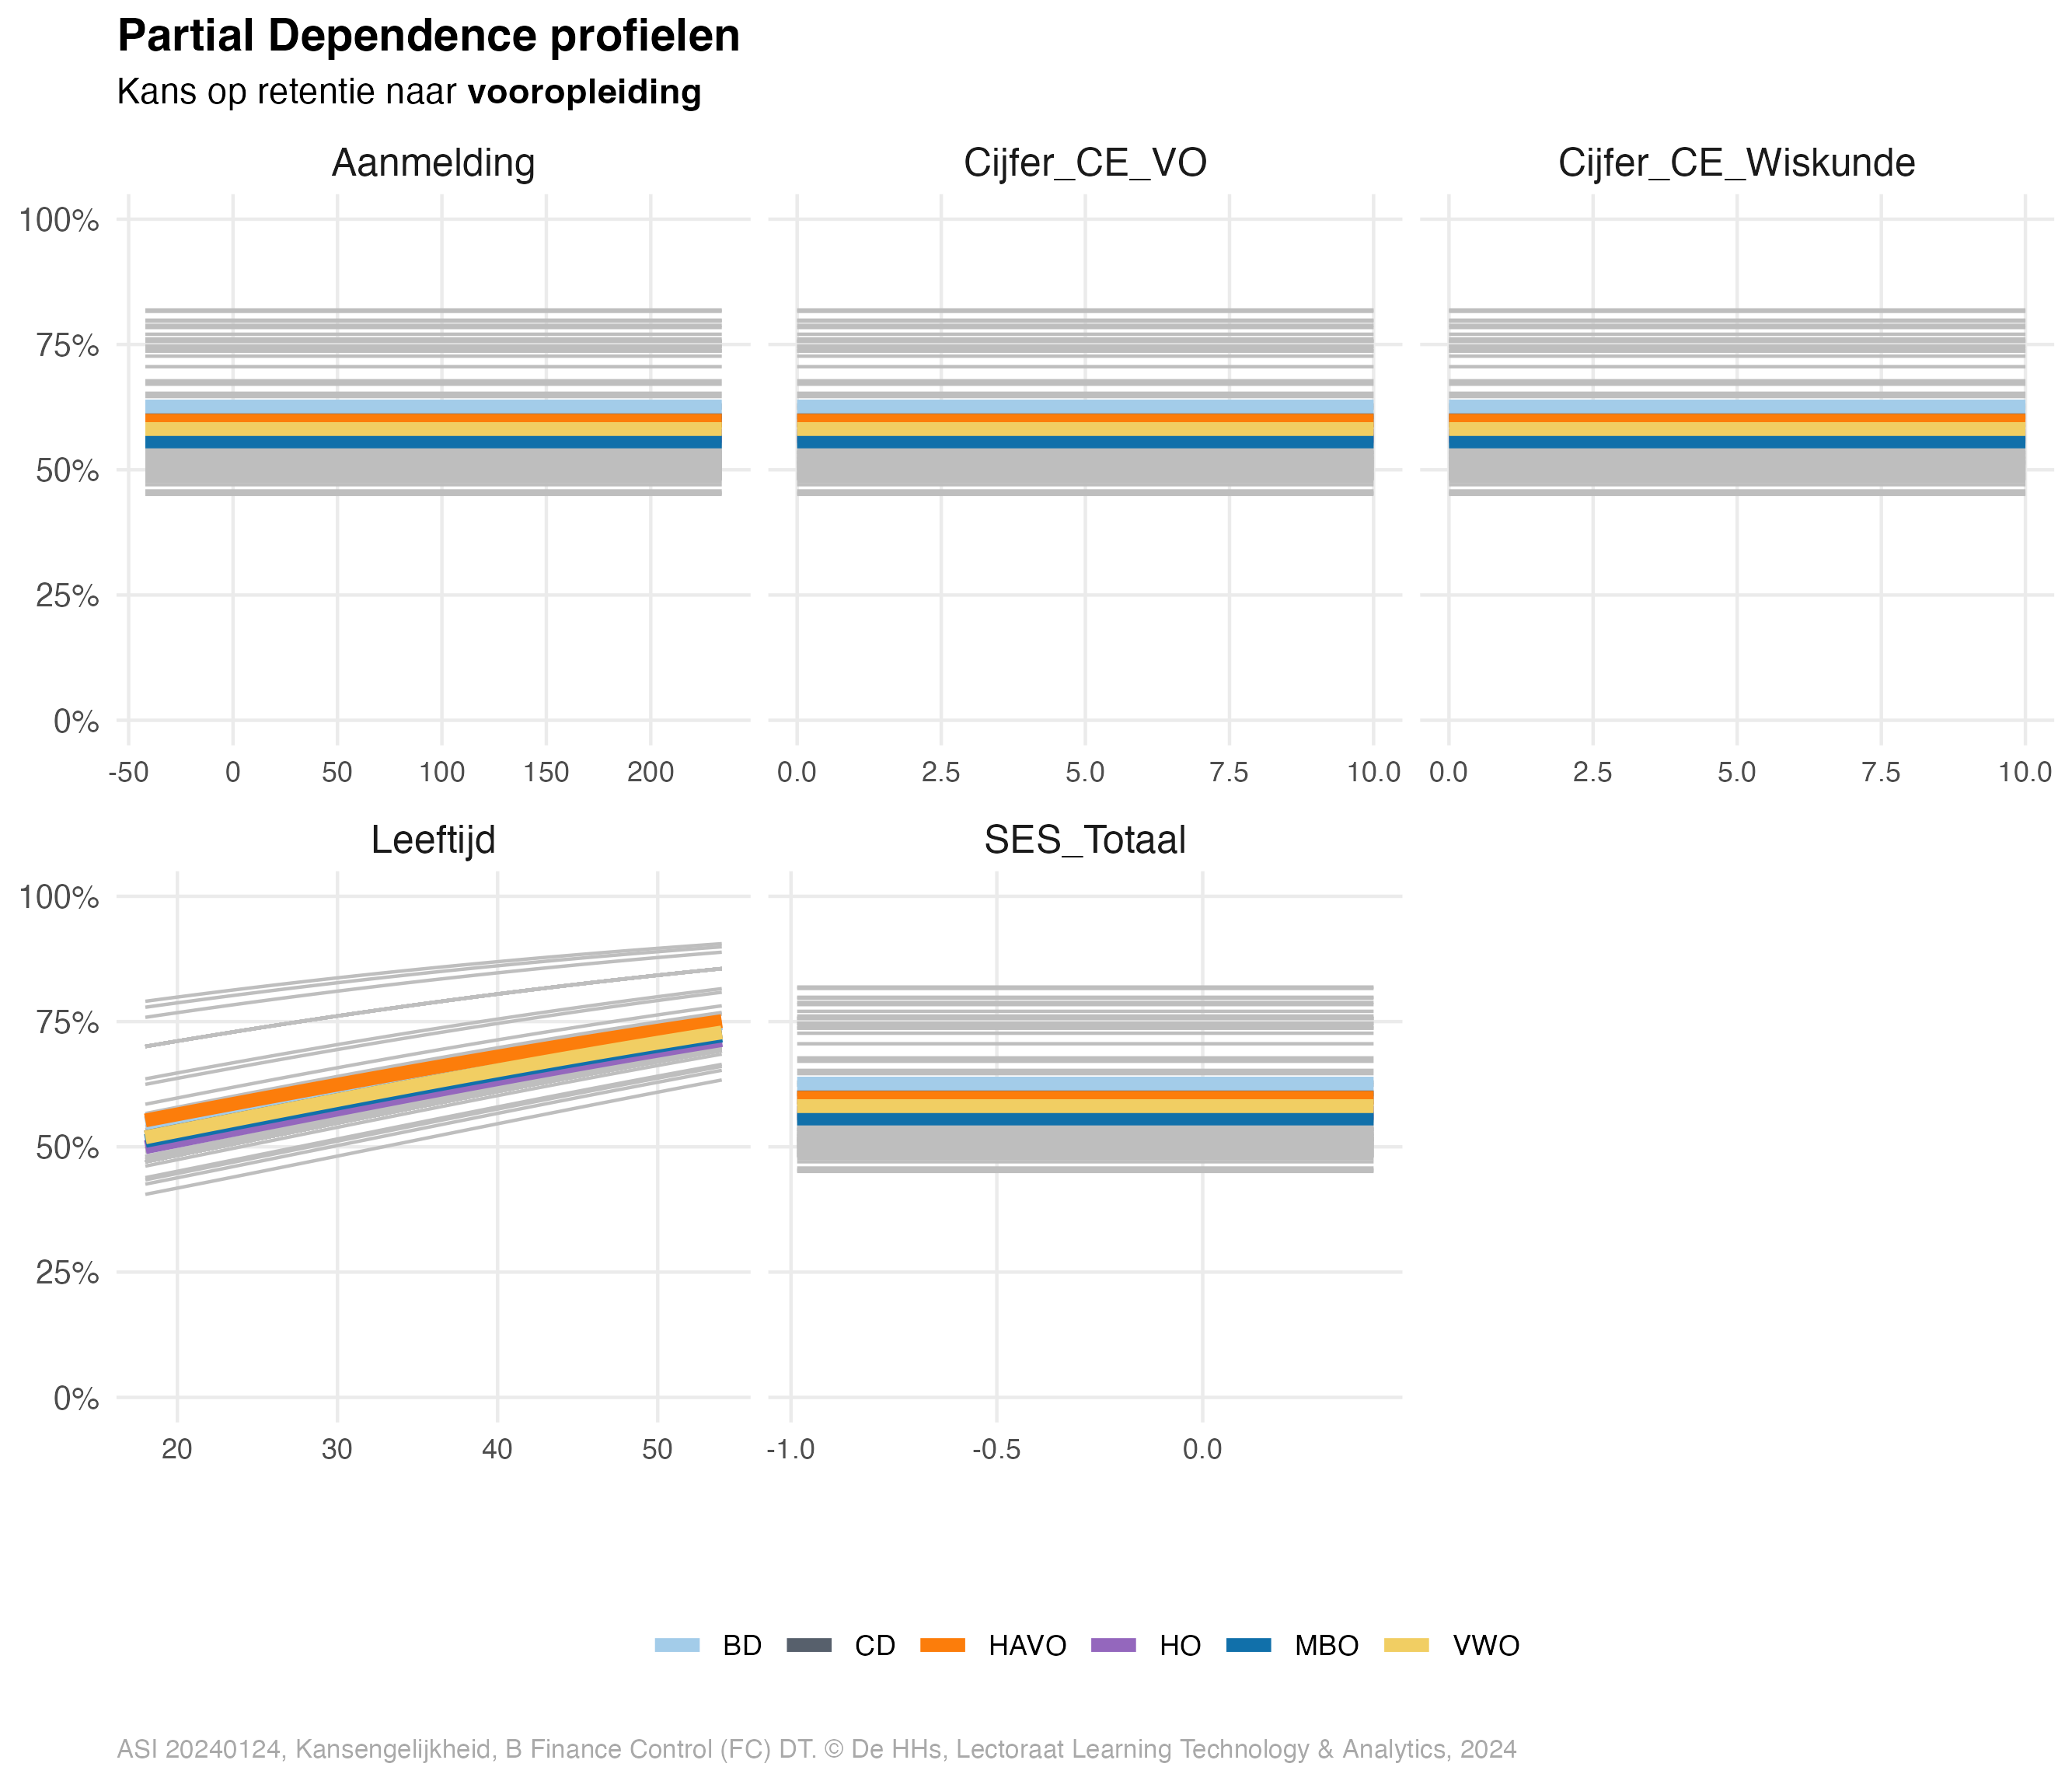 Partial Dependence profielen
Kans op retentie naar vooropleiding
Aanmelding Cijfer_CE_VO Cijfer_CE_Wiskunde
100%
75%
50%
25%
0%
-50 0 50 100 150 200 0.0 2.5 5.0 7.5 10.0 0.0 2.5 5.0 7.5 10.0
Leeftijd SES_Totaal
100%
75%
50%
25%
0%
20 30 40 50 -1.0 -0.5 0.0
BD CD HAVO HO MBO VWO
ASI 20240124, Kansengelijkheid, B Finance Control (FC) DT. © De HHs, Lectoraat Learning Technology & Analytics, 2024